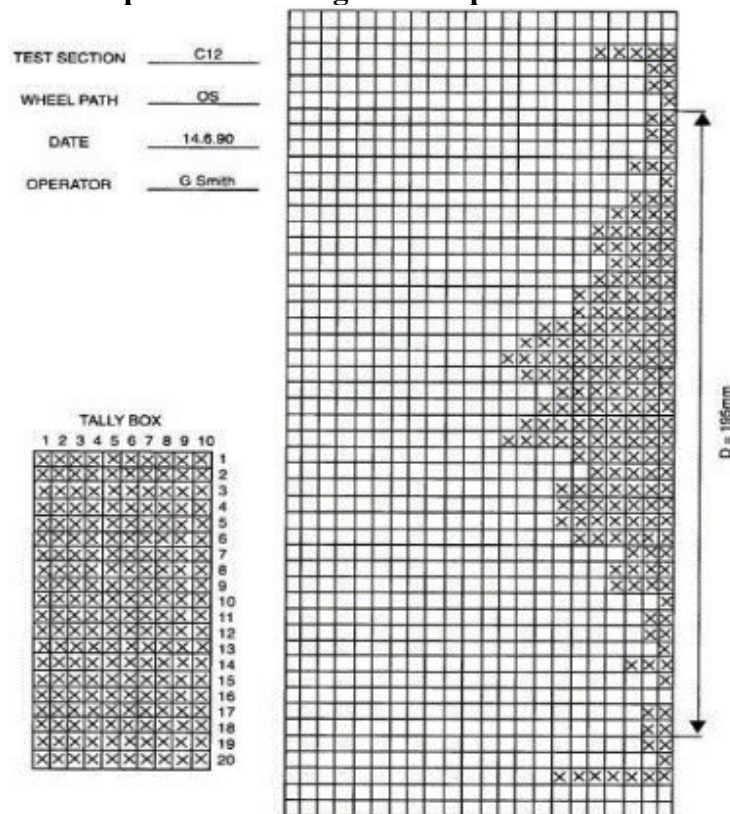 TEST SECTION C12
WHEEL PATH OS
DATE 14.6.90
OPERATOR G Smith
D = 195mm
TALLY BOX
1 2 3 4 5 6 7 8 9 10
1
2
3
4
5
6
7
8
9
10
11
12
13
14
15
16
17
18
19
20